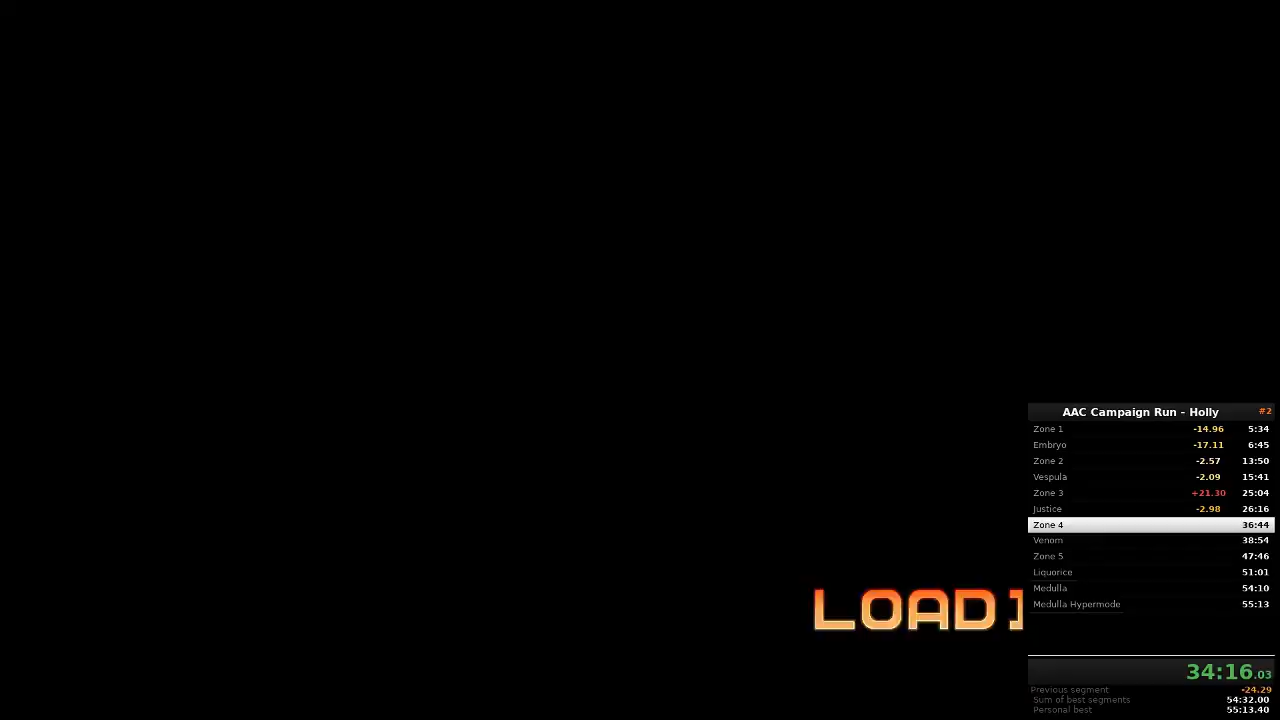 LOADI
AAC Campaign Run - Holly #2
Zone 1 -14.96 5:34
Embryo -17.11 6:45
Zone 2 -2.57 13:50
Vespula -2.09 15:41
Zone 3 +21.30 25:04
Justice -2.98 26:16
Zone 4 36:44
Venom 38:54
Zone 5 47:46
Liquorice 51:01
Medulla 54:10
Medulla Hypermode 55:13
34:16.03
Previous segment -24.29
Sum of best segments 54:32.00
Personal best 55:13.40